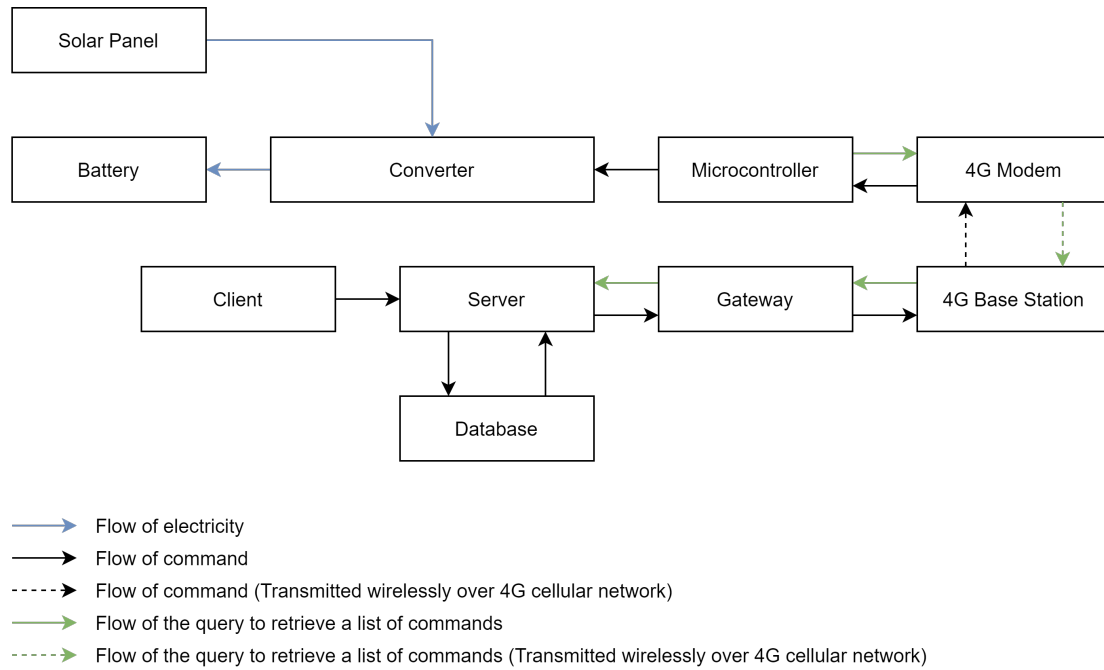 Solar Panel
Battery
Converter
Microcontroller
4G Modem
Client
Server
Gateway
4G Base Station
Database
Flow of electricity
Flow of command
Flow of command (Transmitted wirelessly over 4G cellular network)
Flow of the query to retrieve a list of commands
Flow of the query to retrieve a list of commands (Transmitted wirelessly over 4G cellular network)